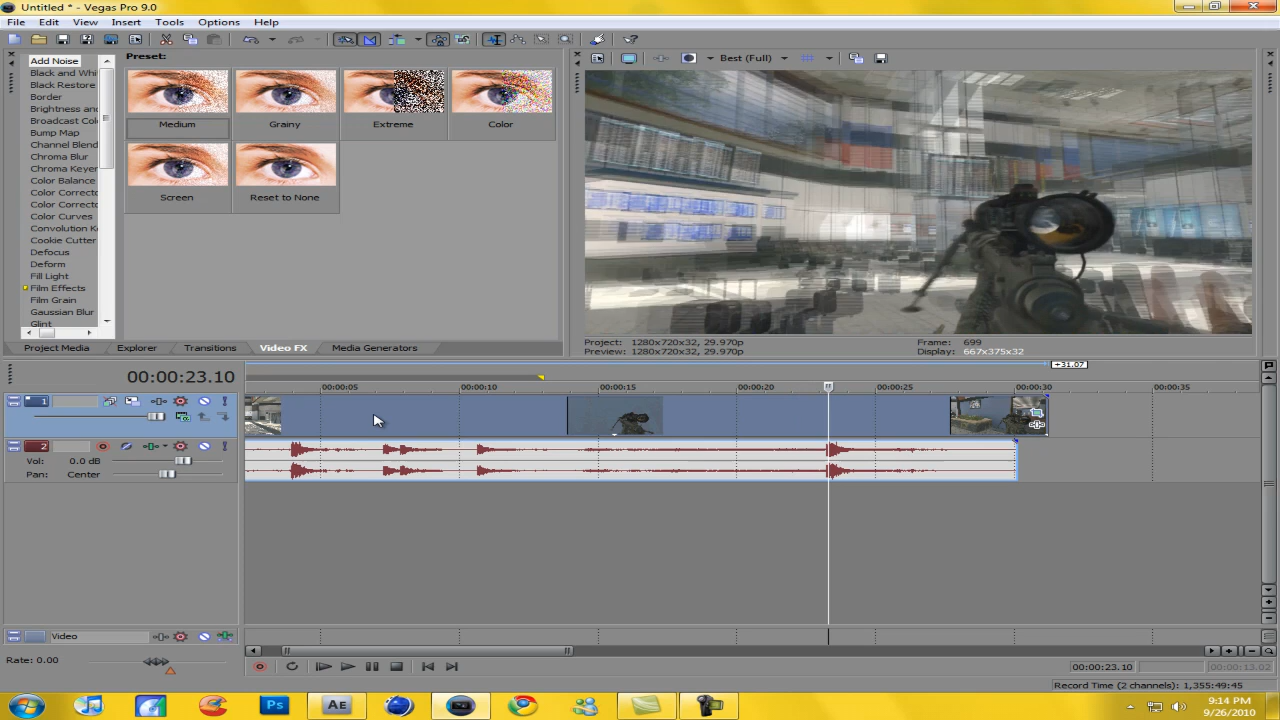 Untitled * - Vegas Pro 9.0
File Edit View Insert Tools Options Help
Add Noise
Black and Whi
Black Restore
Border
Brightness and
Broadcast Colo
Bump Map
Channel Blend
Chroma Blur
Chroma Keyer
Color Balance
Color Correcto
Color Correcto
Color Curves
Convolution K
Cookie Cutter
Defocus
Deform
Fill Light
Film Effects
Film Grain
Gaussian Blur
Glint
Preset:
Medium Grainy Extreme Color
Screen Reset to None
Best (Full)
Project: 1280x720x32, 29.970p Frame: 699
Preview: 1280x720x32, 29.970p Display: 667x375x32
Project Media Explorer Transitions Video FX Media Generators
00:00:23.10
+31.07
00:00:05 00:00:10 00:00:15 00:00:20 00:00:25 00:00:30 00:00:35
1
2
Vol: 0.0 dB
Pan: Center
Video
Rate: 0.00
00:00:23.10 00:00:13.02
Record Time (2 channels): 1,355:49:45
Ps AE
9:14 PM
9/26/2010